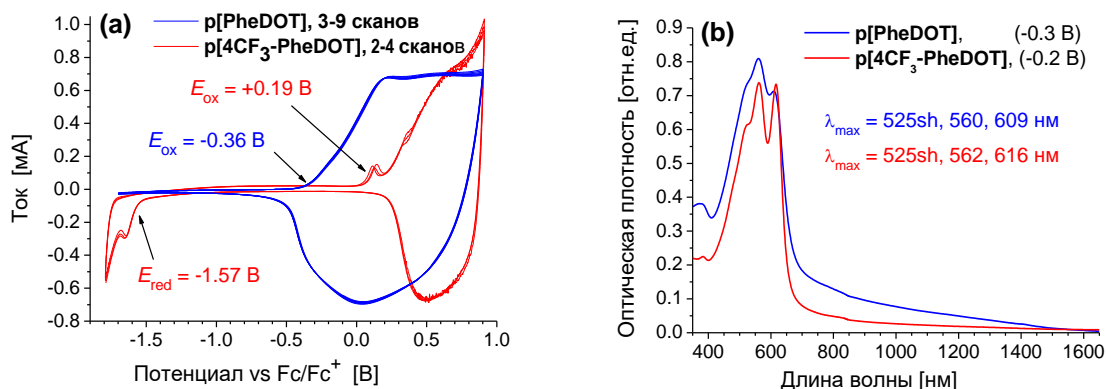 (a)
p[PheDOT], 3-9 сканов
p[4CF₃-PheDOT], 2-4 сканов
Ток [мА]
1.0
0.8
0.6
0.4
0.2
0.0
0.2
-0.4
-0.6
-0.8
E_ox = +0.19 В
E_ox = -0.36 В
E_red = -1.57 В
-1.5 -1.0 -0.5 0.0 0.5 1.0
Потенциал vs Fc/Fc⁺ [В]
(b)
p[PheDOT], (-0.3 В)
p[4CF₃-PheDOT], (-0.2 В)
Оптическая плотность [отн.ед.]
0.9
0.8
0.7
0.6
0.5
0.4
0.3
0.2
0.1
0.0
λmax = 525sh, 560, 609 нм
λmax = 525sh, 562, 616 нм
400 600 800 1000 1200 1400 1600
Длина волны [нм]